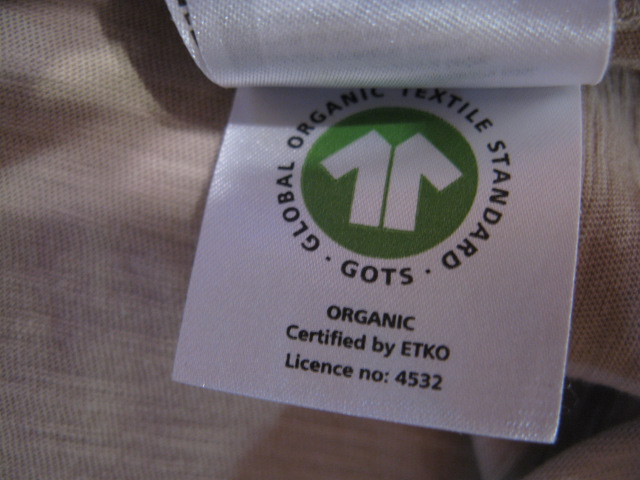 GLOBAL ORGANIC TEXTILE STANDARD
· GOTS ·
ORGANIC
Certified by ETKO
Licence no: 4532